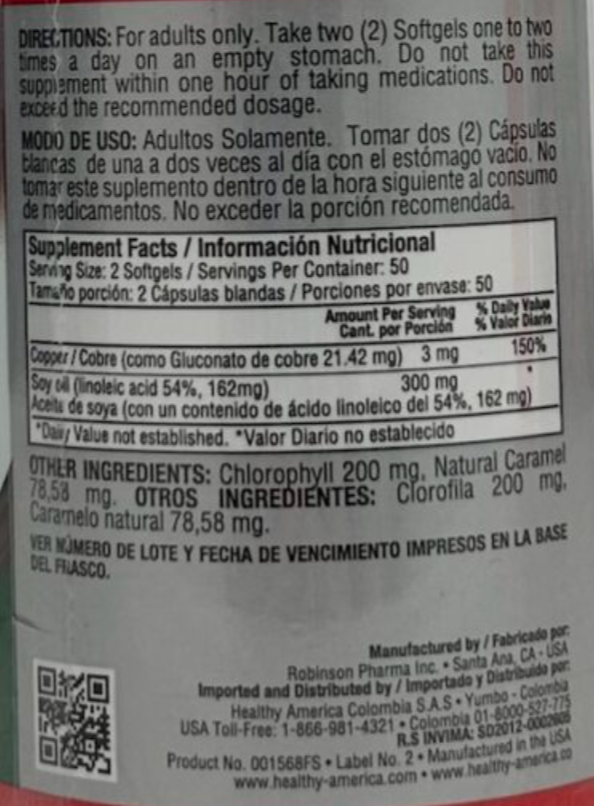 DIRECTIONS: For adults only. Take two (2) Softgels one to two
times a day on an empty stomach. Do not take this
supplement within one hour of taking medications. Do not
exceed the recommended dosage.
MODO DE USO: Adultos Solamente. Tomar dos (2) Cápsulas
blancas de una a dos veces al día con el estómago vacío. No
tomar este suplemento dentro de la hora siguiente al consumo
de medicamentos. No exceder la porción recomendada.
Supplement Facts / Información Nutricional
Serving Size: 2 Softgels / Servings Per Container: 50
Tamaño porción: 2 Cápsulas blandas / Porciones por envase: 50
Amount Per Serving % Daily Value
Cant. por Porción % Valor Diario
Copper / Cobre (como Gluconato de cobre 21.42 mg) 3 mg 150%
Soy oil (linoleic acid 54%, 162mg) 300 mg *
Aceite de soya (con un contenido de ácido linoleico del 54%, 162 mg)
*Daily Value not established. *Valor Diario no establecido
OTHER INGREDIENTS: Chlorophyll 200 mg, Natural Caramel
78,58 mg. OTROS INGREDIENTES: Clorofila 200 mg,
Caramelo natural 78,58 mg.
VER NÚMERO DE LOTE Y FECHA DE VENCIMIENTO IMPRESOS EN LA BASE
DEL FRASCO.
Manufactured by / Fabricado por:
Robinson Pharma Inc. • Santa Ana, CA - USA
Imported and Distributed by / Importado y Distribuido por:
Healthy America Colombia S.A.S • Yumbo - Colombia
USA Toll-Free: 1-866-981-4321 • Colombia 01-8000-527-775
R.S INVIMA: SD2012-0002605
Product No. 001568FS • Label No. 2 • Manufactured in the USA
www.healthy-america.com • www.healthy-america.co